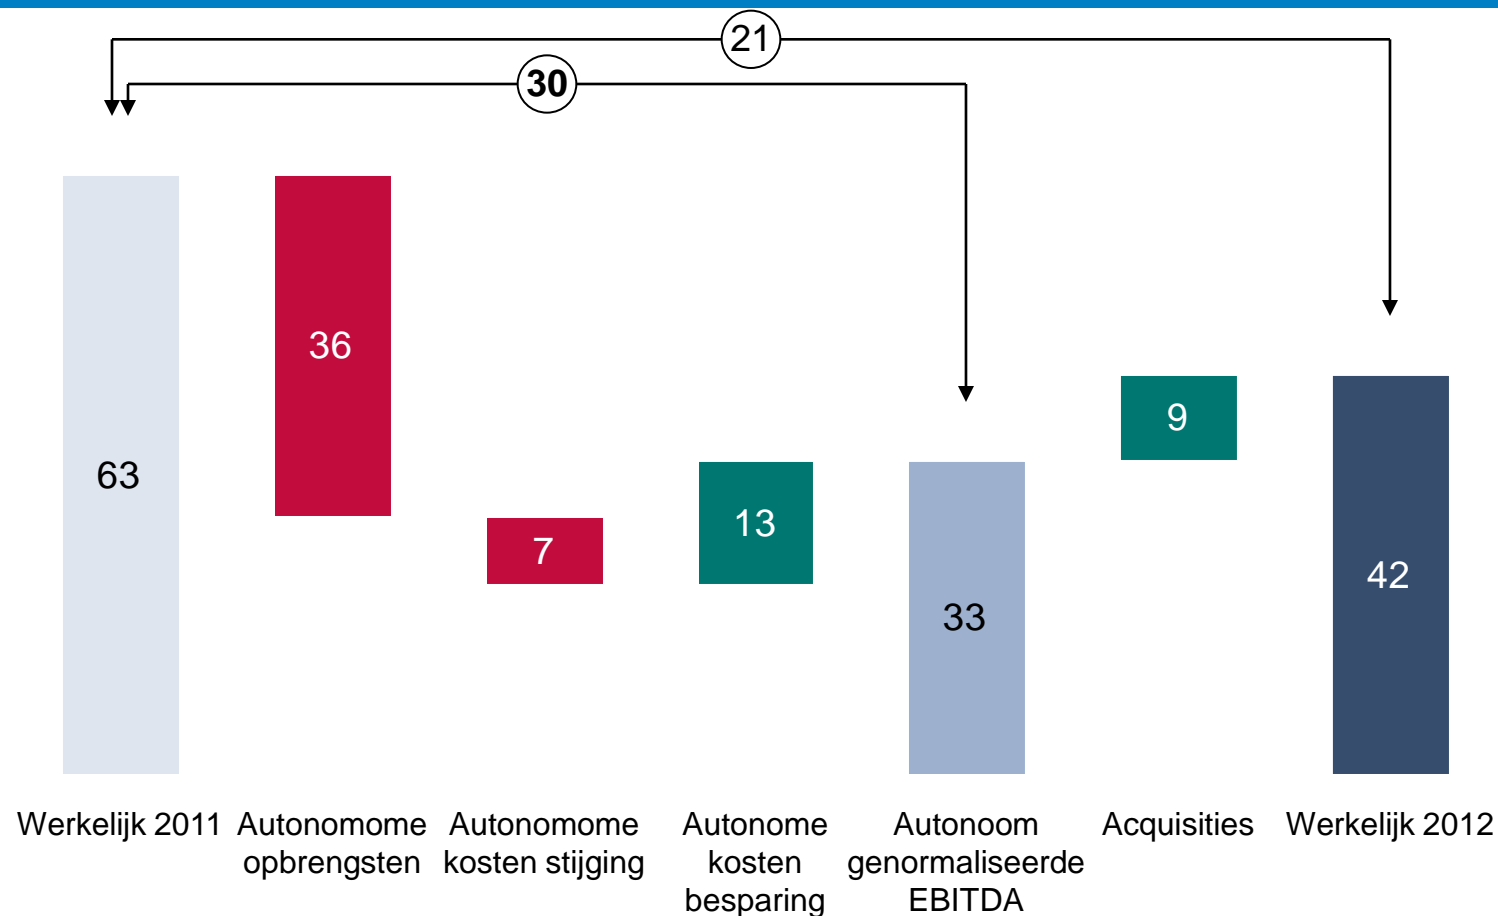 21
30
63
36
7
13
33
9
42
Werkelijk 2011
Autonomome
opbrengsten
Autonomome
kosten stijging
Autonome
kosten
besparing
Autonoom
genormaliseerde
EBITDA
Acquisities
Werkelijk 2012